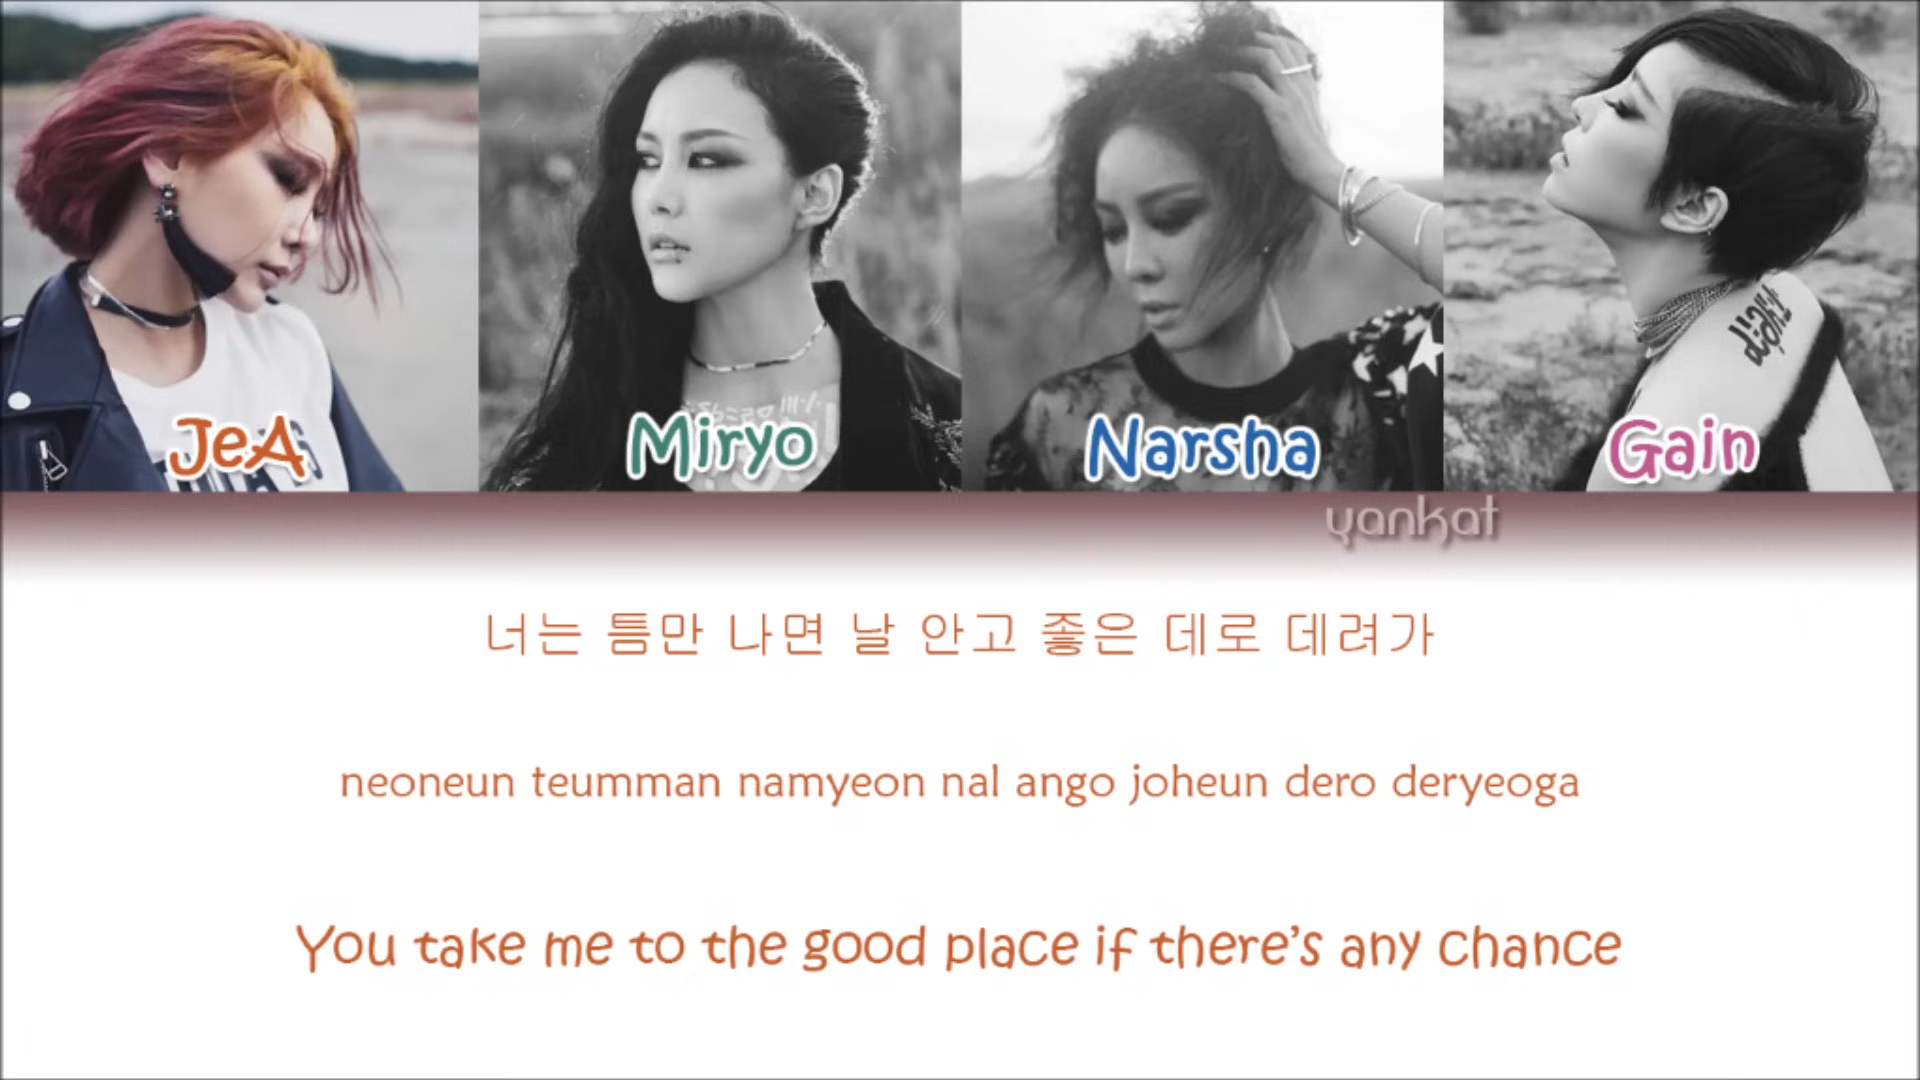 JeA
Miryo
Narsha
Gain
yankat
너는 틈만 나면 날 안고 좋은 데로 데려가
neoneun teumman namyeon nal ango joheun dero deryeoga
You take me to the good place if there's any chance